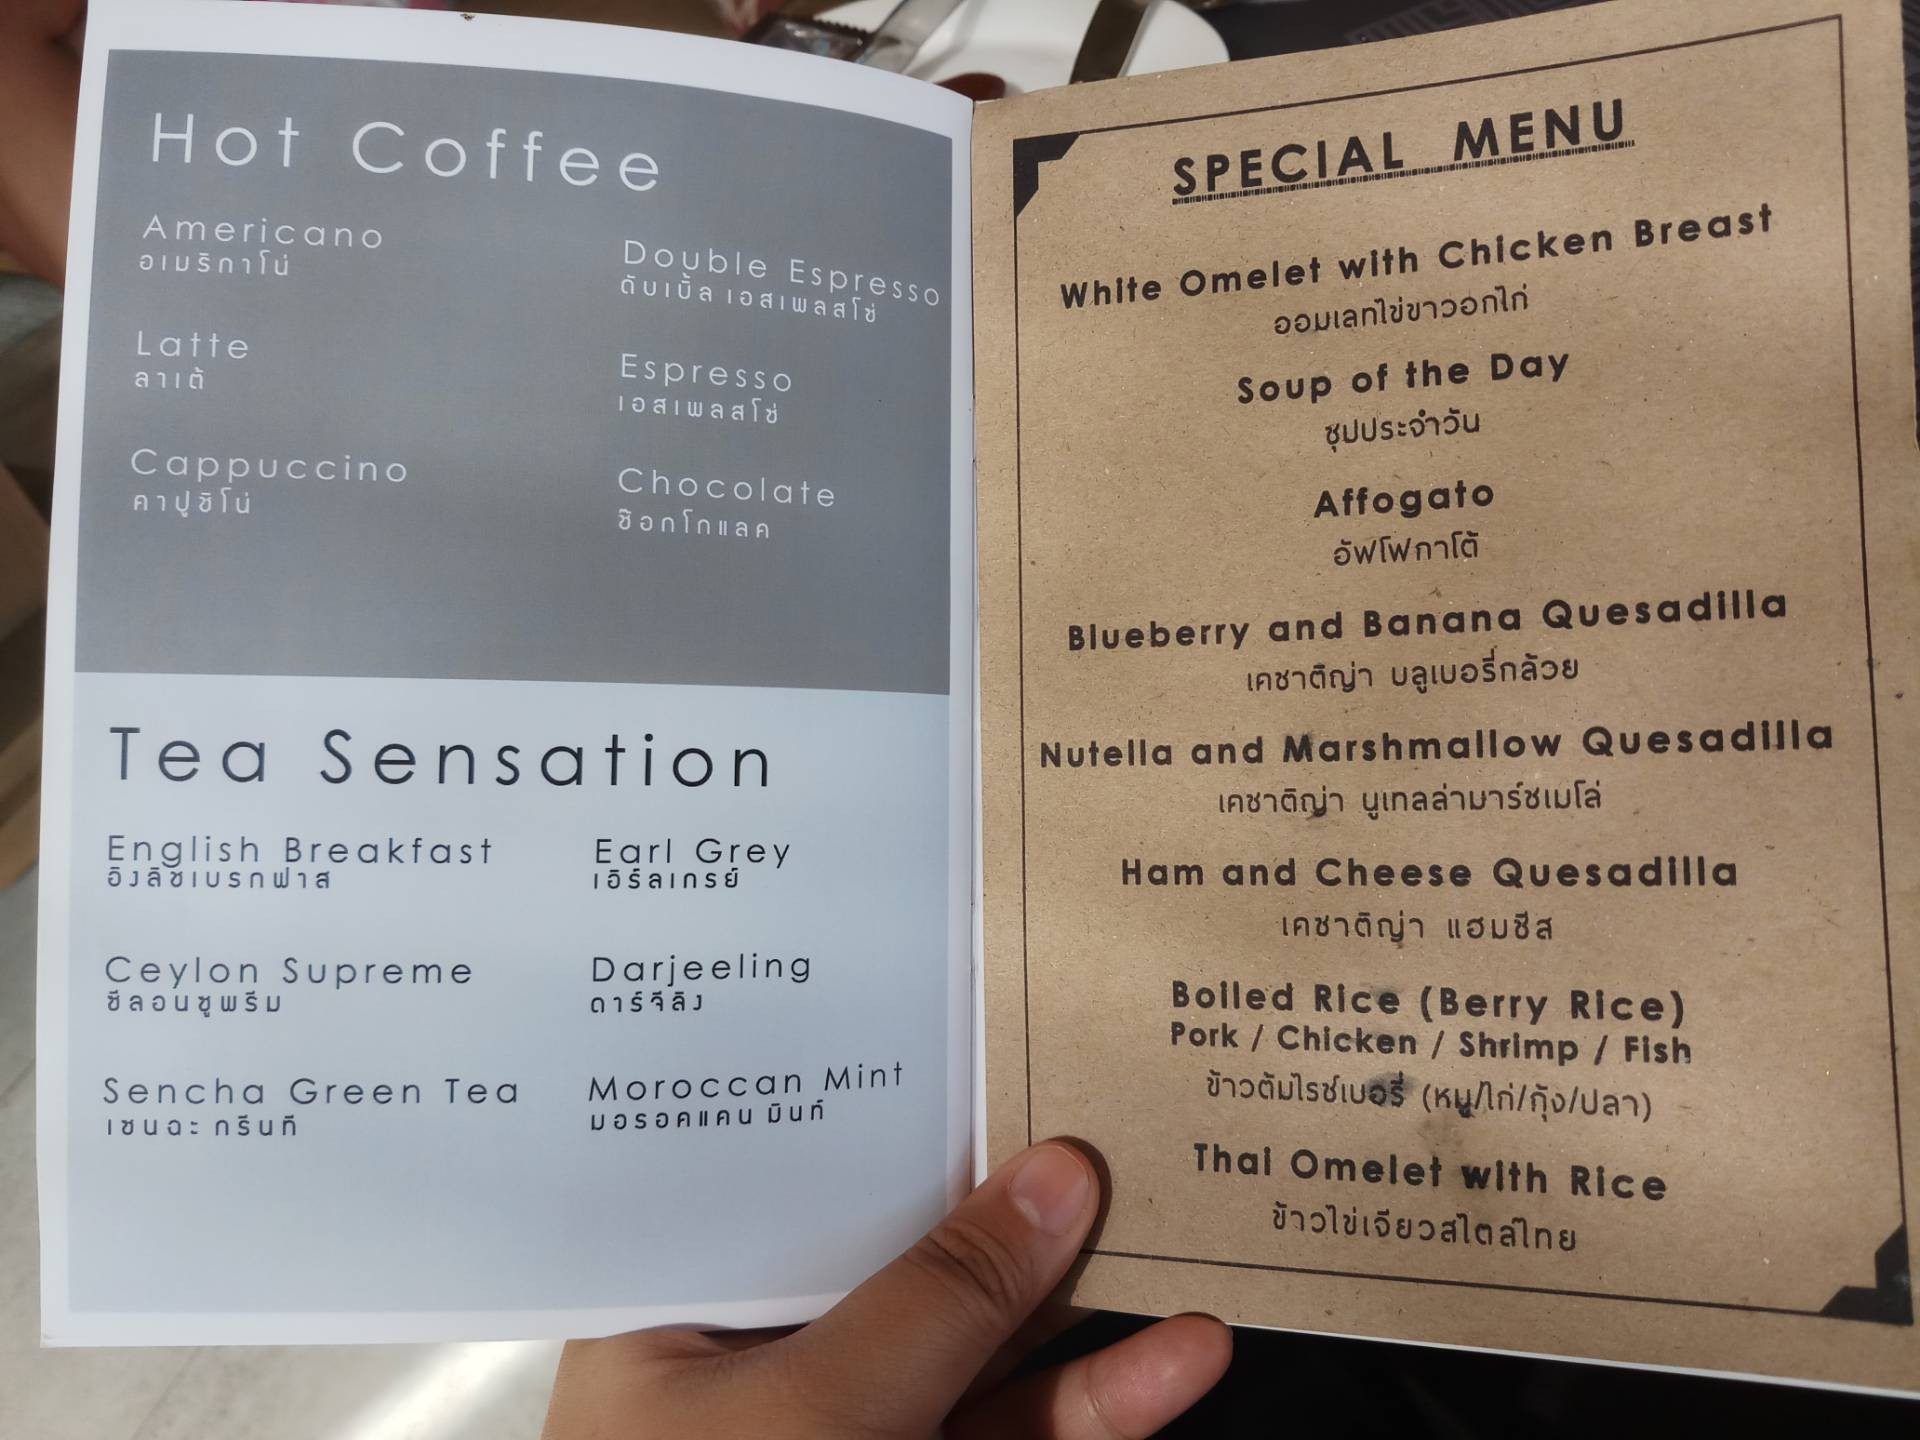 Hot Coffee
Americano
อเมริกาโน่
Latte
ลาเต้
Cappuccino
คาปูชิโน่
Double Espresso
ดับเบิ้ล เอสเพลสโซ่
Espresso
เอสเพลสโซ่
Chocolate
ช๊อกโกแลค
Tea Sensation
English Breakfast
อิงลิชเบรกฟาส
Ceylon Supreme
ซีลอนซูพรีม
Sencha Green Tea
เซนฉะ กรีนที
Earl Grey
เอิร์ลเกรย์
Darjeeling
ดาร์จีลิง
Moroccan Mint
มอรอคแคน มินท์
SPECIAL MENU
White Omelet with Chicken Breast
ออมเลทไข่ขาวอกไก่
Soup of the Day
ซุปประจำวัน
Affogato
อัฟโฟกาโต้
Blueberry and Banana Quesadilla
เคซาติญ่า บลูเบอรี่กล้วย
Nutella and Marshmallow Quesadilla
เคซาติญ่า นูเทลล่ามาร์ชเมโล่
Ham and Cheese Quesadilla
เคซาติญ่า แฮมชีส
Boiled Rice (Berry Rice)
Pork / Chicken / Shrimp / Fish
ข้าวต้มไรซ์เบอรี่ (หมู/ไก่/กุ้ง/ปลา)
Thai Omelet with Rice
ข้าวไข่เจียวสไตล์ไทย